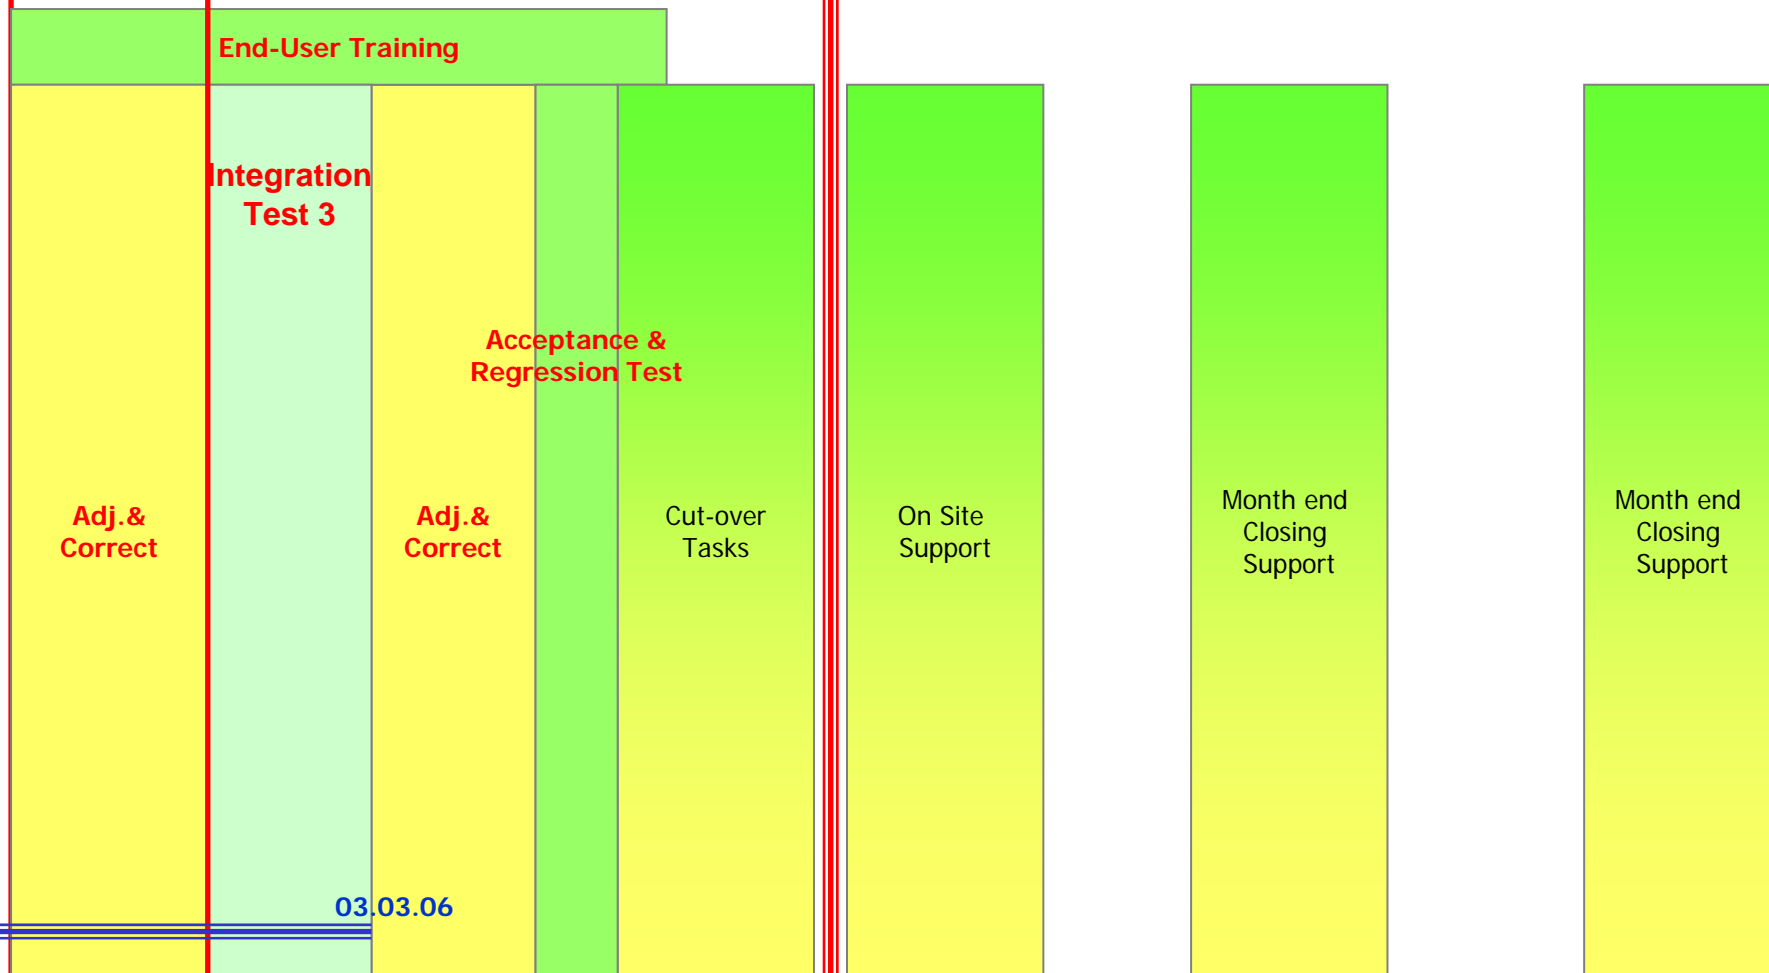 End-User Training
Integration
Test 3
Acceptance &
Regression Test
Adj.&
Correct
Adj.&
Correct
Cut-over
Tasks
On Site
Support
Month end
Closing
Support
Month end
Closing
Support
03.03.06